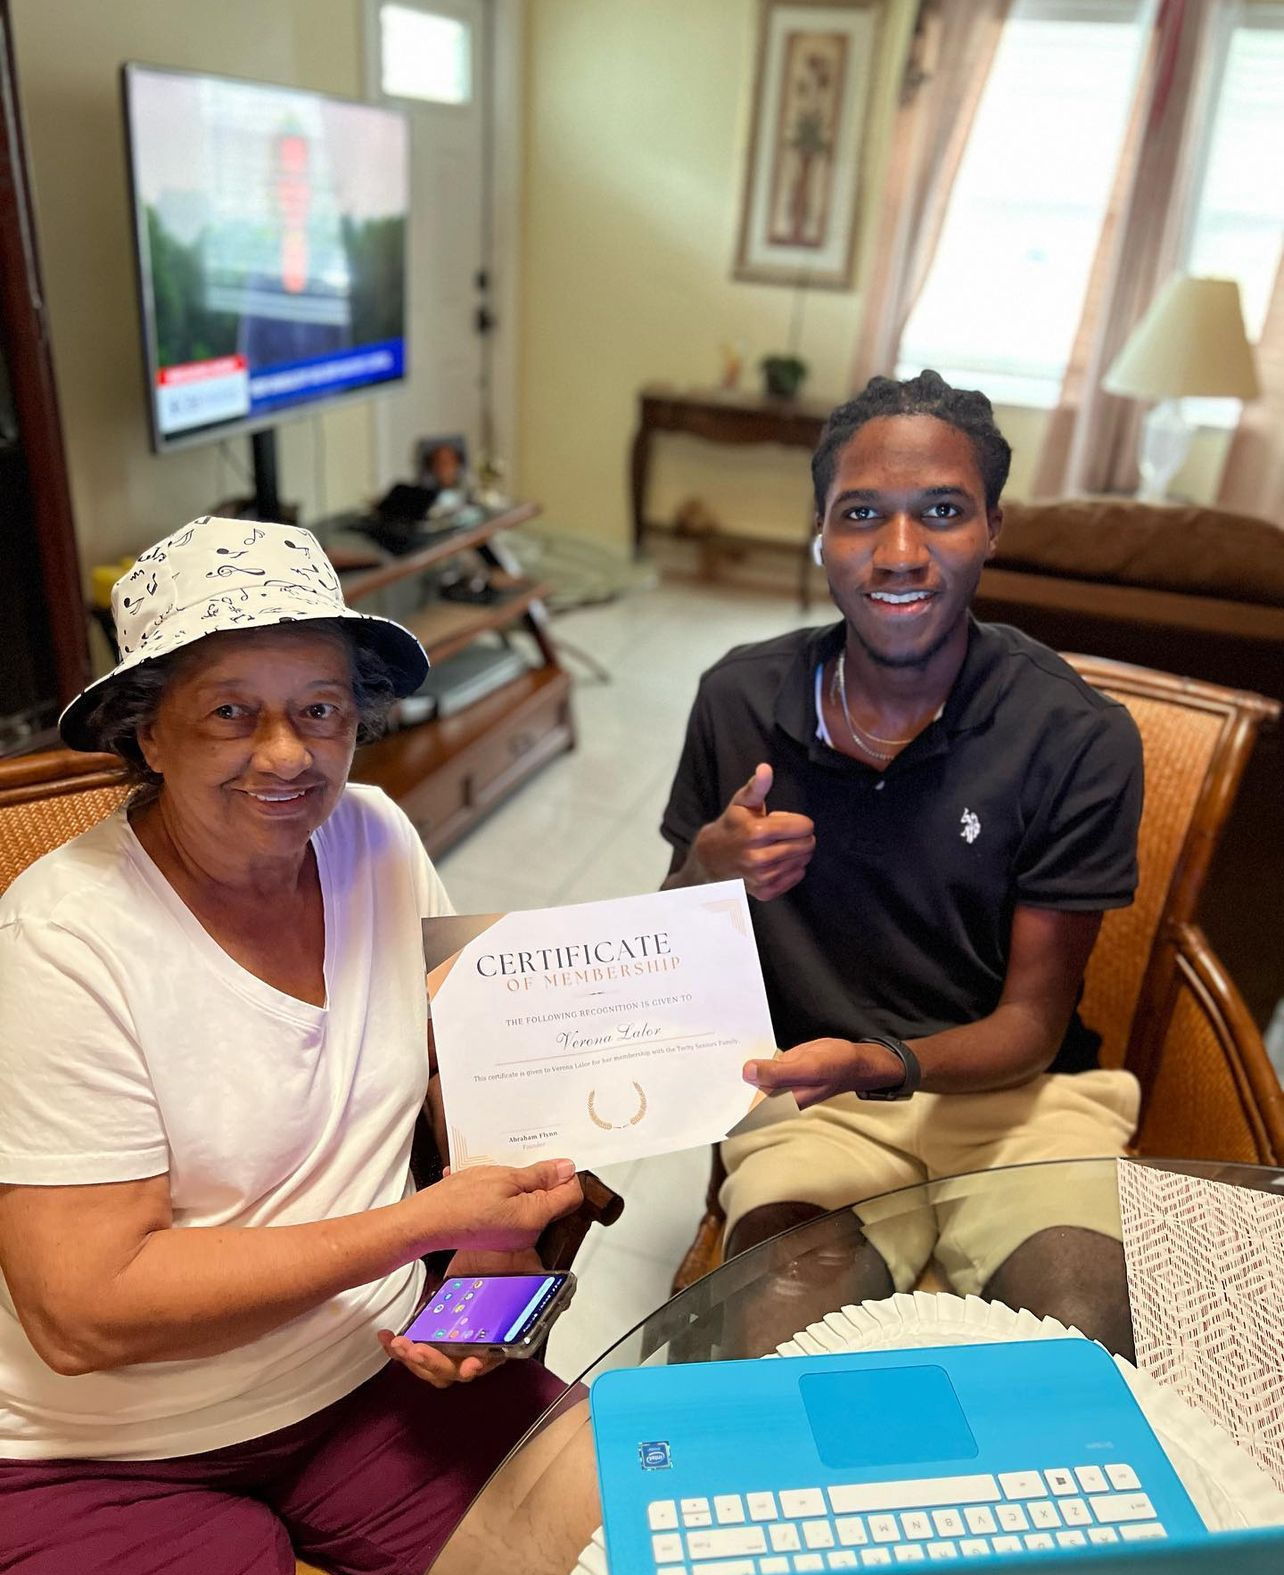 CERTIFICATE
OF MEMBERSHIP
THE FOLLOWING RECOGNITION IS GIVEN TO
Verona Lalor
This certificate is given to Verona Lalor for her membership with the Techy Seniors Family.
Abraham Flynn
Founder
intel